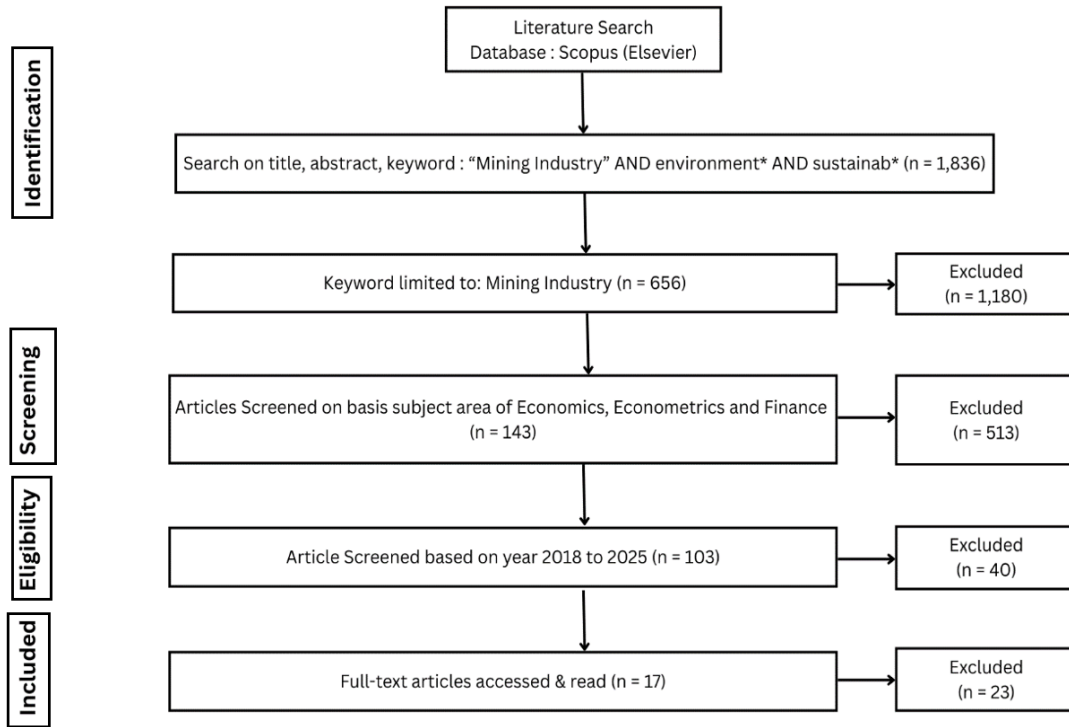 Identification
Literature Search
Database : Scopus (Elsevier)
Search on title, abstract, keyword : “Mining Industry” AND environment* AND sustainab* (n = 1,836)
Keyword limited to: Mining Industry (n = 656)
Excluded
(n = 1,180)
Screening
Articles Screened on basis subject area of Economics, Econometrics and Finance
(n = 143)
Excluded
(n = 513)
Eligibility
Article Screened based on year 2018 to 2025 (n = 103)
Excluded
(n = 40)
Included
Full-text articles accessed & read (n = 17)
Excluded
(n = 23)